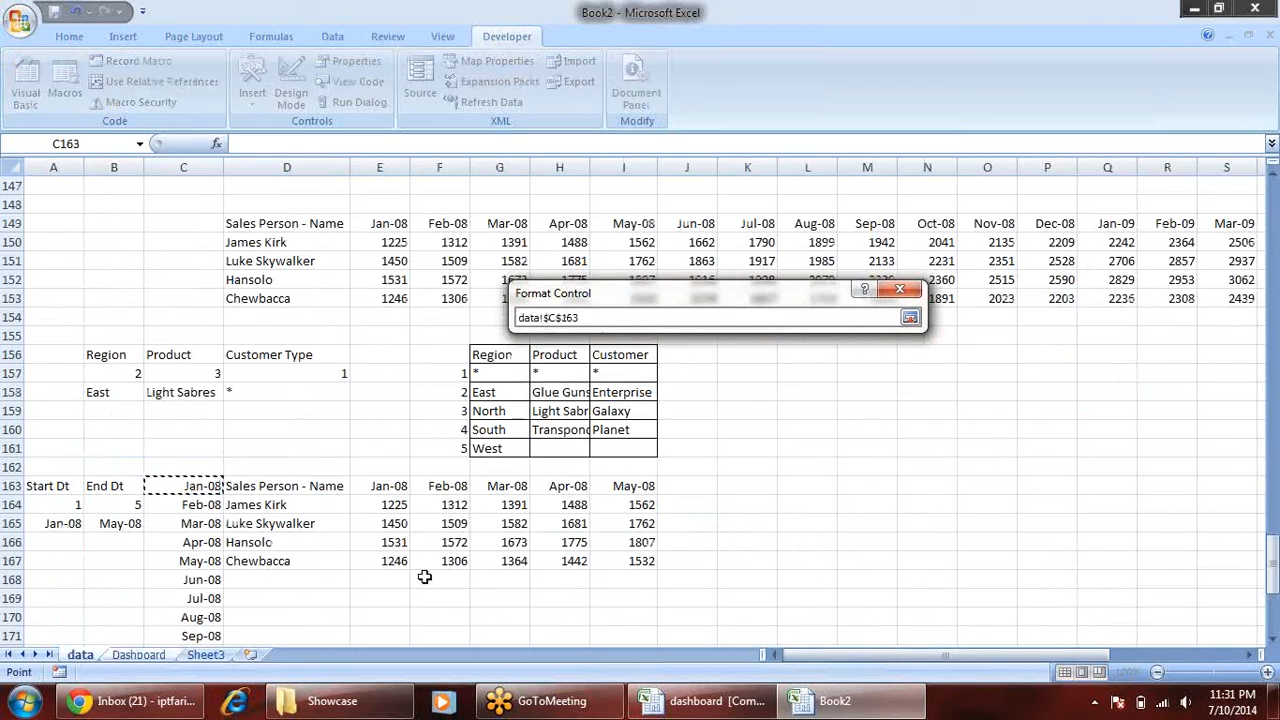 Book2 - Microsoft Excel
Home Insert Page Layout Formulas Data Review View Developer
Visual Basic Macros Record Macro Use Relative References Macro Security Code
Insert Design Mode Properties View Code Run Dialog Controls
Source Map Properties Expansion Packs Refresh Data Import Export XML
Document Panel Modify
C163 fx
A B C D E F G H I J K L M N O P Q R S
147
148
149 Sales Person - Name Jan-08 Feb-08 Mar-08 Apr-08 May-08 Jun-08 Jul-08 Aug-08 Sep-08 Oct-08 Nov-08 Dec-08 Jan-09 Feb-09 Mar-09
150 James Kirk 1225 1312 1391 1488 1562 1662 1790 1899 1942 2041 2135 2209 2242 2364 2506
151 Luke Skywalker 1450 1509 1582 1681 1762 1863 1917 1985 2133 2231 2351 2528 2706 2857 2937
152 Hansolo 1531 1572 2360 2515 2590 2829 2953 3062
Format Control
153 Chewbacca 1246 1306 1891 2023 2203 2236 2308 2439
data!$C$163
154
155
156 Region Product Customer Type Region Product Customer
157 2 3 1 1 * * *
158 East Light Sabres * 2 East Glue Guns Enterprise
159 3 North Light Sabr Galaxy
160 4 South Transpond Planet
161 5 West
162
163 Start Dt End Dt Jan-08 Sales Person - Name Jan-08 Feb-08 Mar-08 Apr-08 May-08
164 1 5 Feb-08 James Kirk 1225 1312 1391 1488 1562
165 Jan-08 May-08 Mar-08 Luke Skywalker 1450 1509 1582 1681 1762
166 Apr-08 Hansolo 1531 1572 1673 1775 1807
167 May-08 Chewbacca 1246 1306 1364 1442 1532
168 Jun-08
169 Jul-08
170 Aug-08
171 Sep-08
data Dashboard Sheet3
Point 100%
Inbox (21) - iptfari... Showcase GoToMeeting dashboard [Com... Book2 11:31 PM
7/10/2014